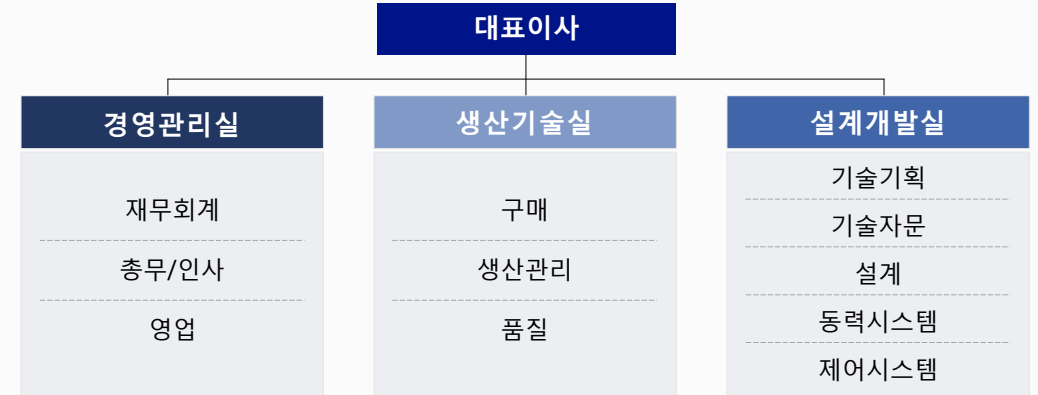 대표이사
경영관리실
재무회계
총무/인사
영업
생산기술실
구매
생산관리
품질
설계개발실
기술기획
기술자문
설계
동력시스템
제어시스템